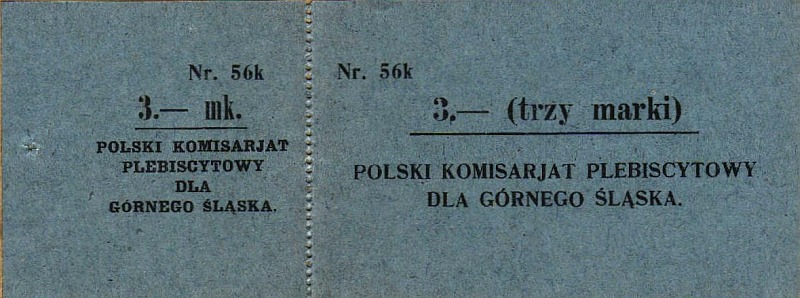 Nr. 56k
3.— mk.
POLSKI KOMISARJAT
PLEBISCYTOWY
DLA
GÓRNEGO ŚLĄSKA.
Nr. 56k
3.— (trzy marki)
POLSKI KOMISARJAT PLEBISCYTOWY
DLA GÓRNEGO ŚLĄSKA.